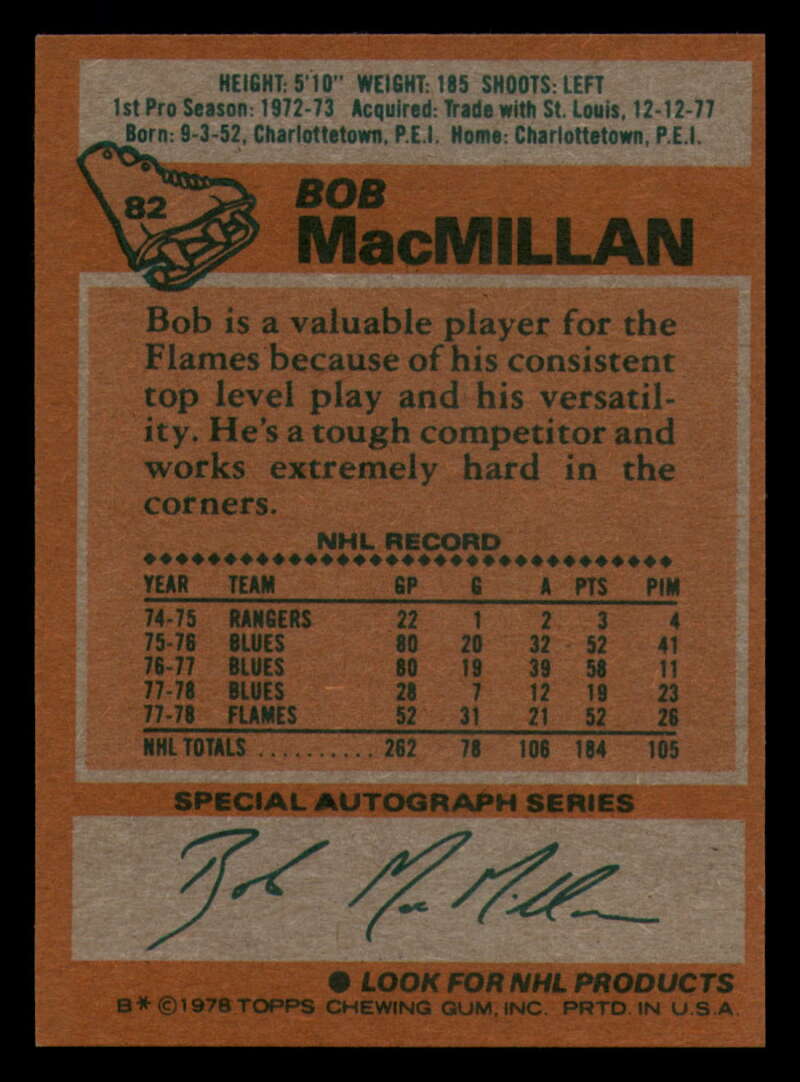 HEIGHT: 5'10" WEIGHT: 185 SHOOTS: LEFT
1st Pro Season: 1972-73 Acquired: Trade with St. Louis, 12-12-77
Born: 9-3-52, Charlottetown, P.E.I. Home: Charlottetown, P.E.I.
82
BOB
MacMILLAN
Bob is a valuable player for the
Flames because of his consistent
top level play and his versatil-
ity. He's a tough competitor and
works extremely hard in the
corners.
NHL RECORD
YEAR TEAM GP G A PTS PIM
74-75 RANGERS 22 1 2 3 4
75-76 BLUES 80 20 32 52 41
76-77 BLUES 80 19 39 58 11
77-78 BLUES 28 7 12 19 23
77-78 FLAMES 52 31 21 52 26
NHL TOTALS .......... 262 78 106 184 105
SPECIAL AUTOGRAPH SERIES
Bob MacMillan
● LOOK FOR NHL PRODUCTS
B* ©1978 TOPPS CHEWING GUM, INC. PRTD. IN U.S.A.